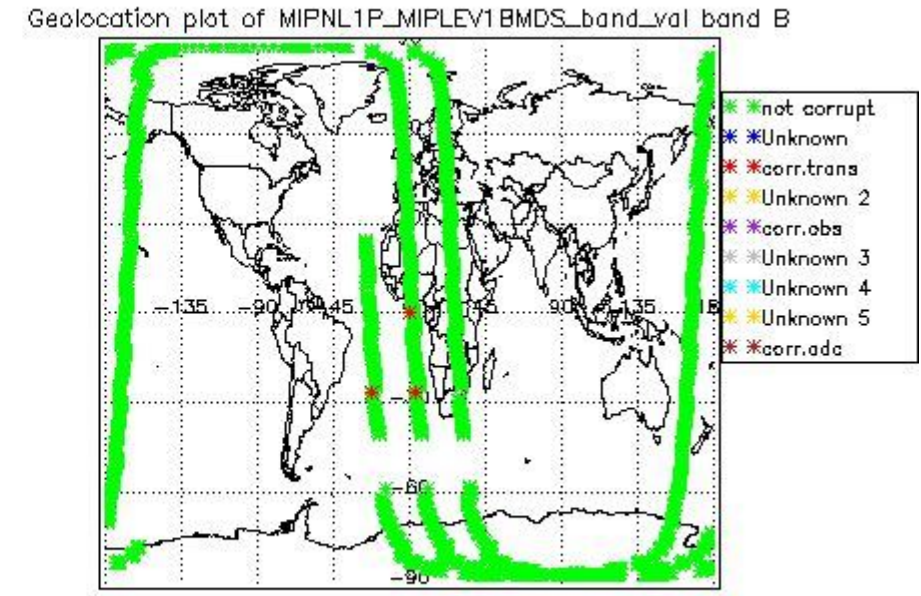 Geolocation plot of MIPNL1P_MIPLEV1BMDS_band_val band B
not corrupt
Unknown
corr.trans
Unknown 2
corr.obs
Unknown 3
Unknown 4
Unknown 5
corr.adc
-135
-90
45
90
135
-60
-90